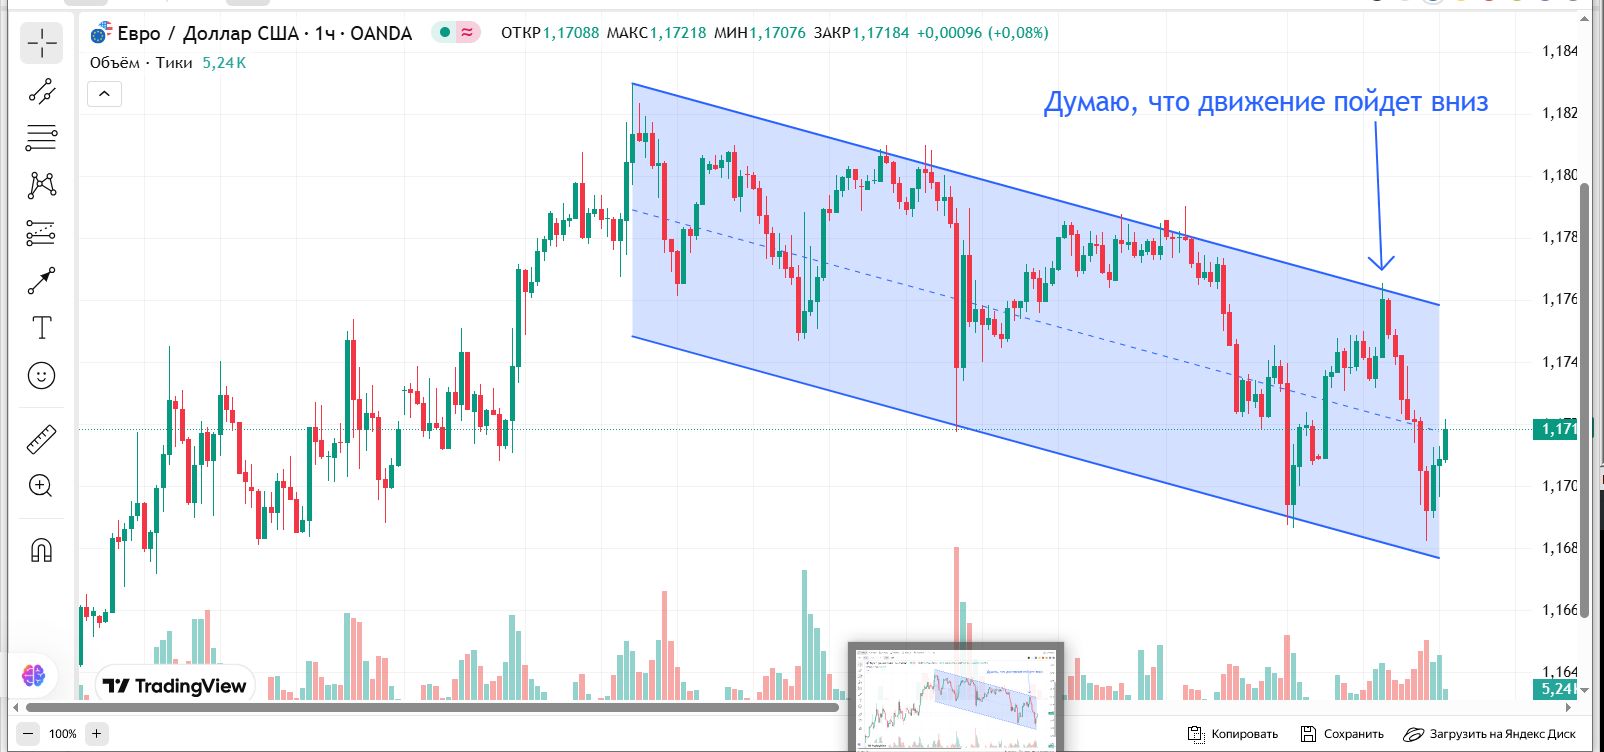 Евро / Доллар США · 1ч · OANDA
ОТКР1,17088 МАКС1,17218 МИН1,17076 ЗАКР1,17184 +0,00096 (+0,08%)
Объём · Тики 5,24 K
Думаю, что движение пойдет вниз
1,184
1,182
1,180
1,178
1,176
1,174
1,171
1,170
1,168
1,166
1,164
5,24
TradingView
100%
Копировать
Сохранить
Загрузить на Яндекс Диск